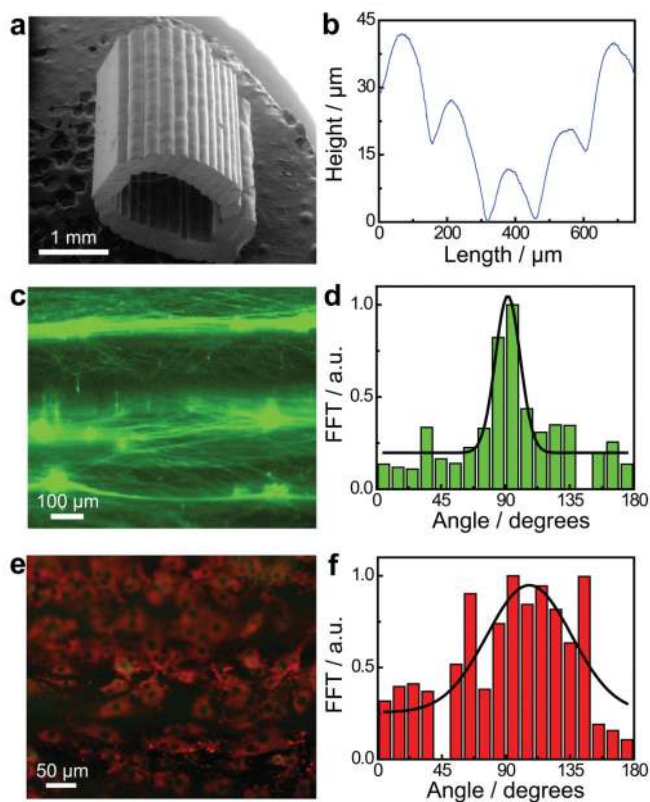 a
1 mm
b
Height / µm
45
30
15
0
0 200 400 600
Length / µm
c
100 µm
d
FFT / a.u.
1.0
0.5
0.0
0 45 90 135 180
Angle / degrees
e
50 µm
f
FFT / a.u.
1.0
0.5
0.0
0 45 90 135 180
Angle / degrees